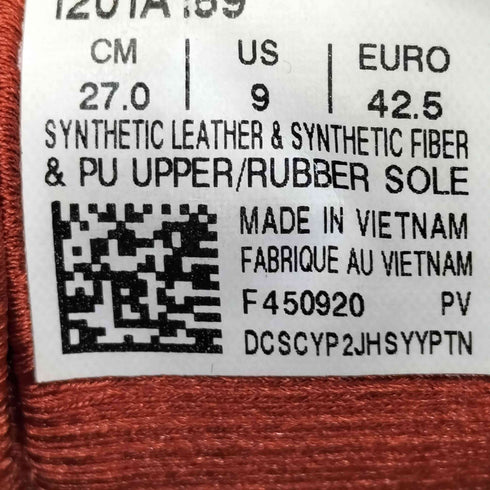 1201A189
CM | US | EURO
27.0 | 9 | 42.5
SYNTHETIC LEATHER & SYNTHETIC FIBER
& PU UPPER/RUBBER SOLE
MADE IN VIETNAM
FABRIQUE AU VIETNAM
F450920 PV
DCSCYP2JHSYYPTN